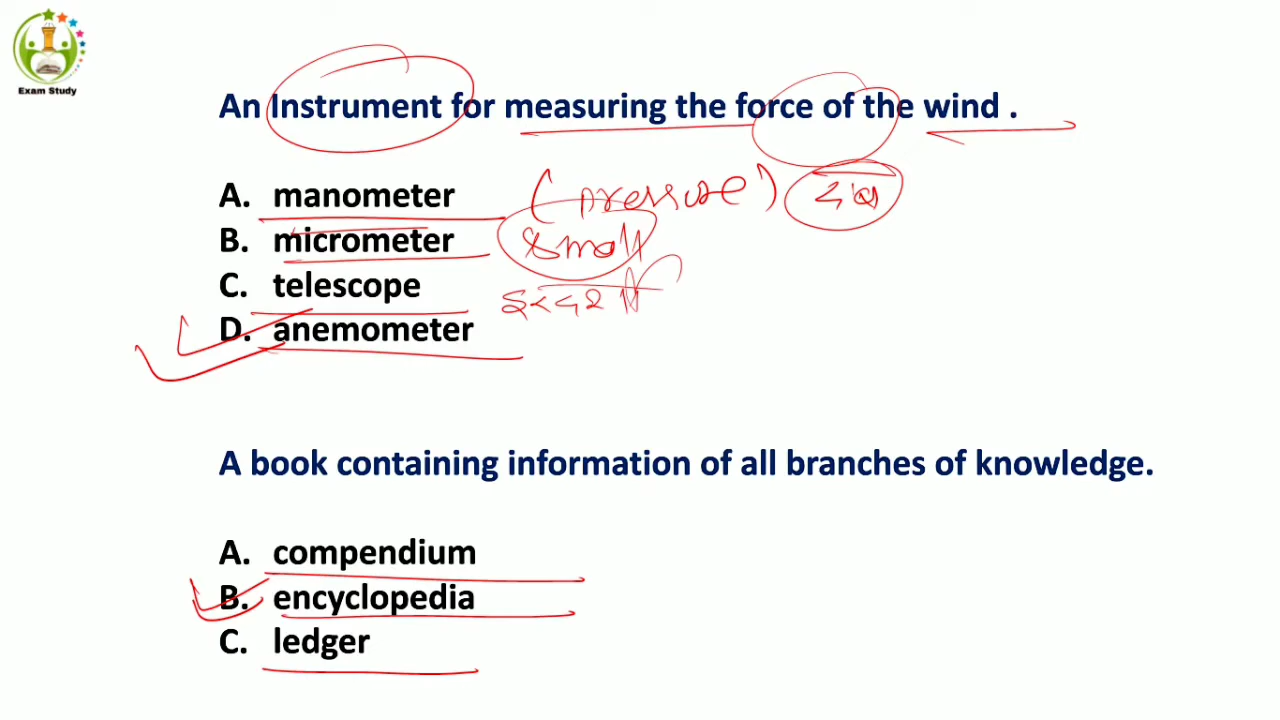 Exam Study
An Instrument for measuring the force of the wind .
A. manometer (pressure)
B. micrometer small
C. telescope
D. anemometer
A book containing information of all branches of knowledge.
A. compendium
B. encyclopedia
C. ledger